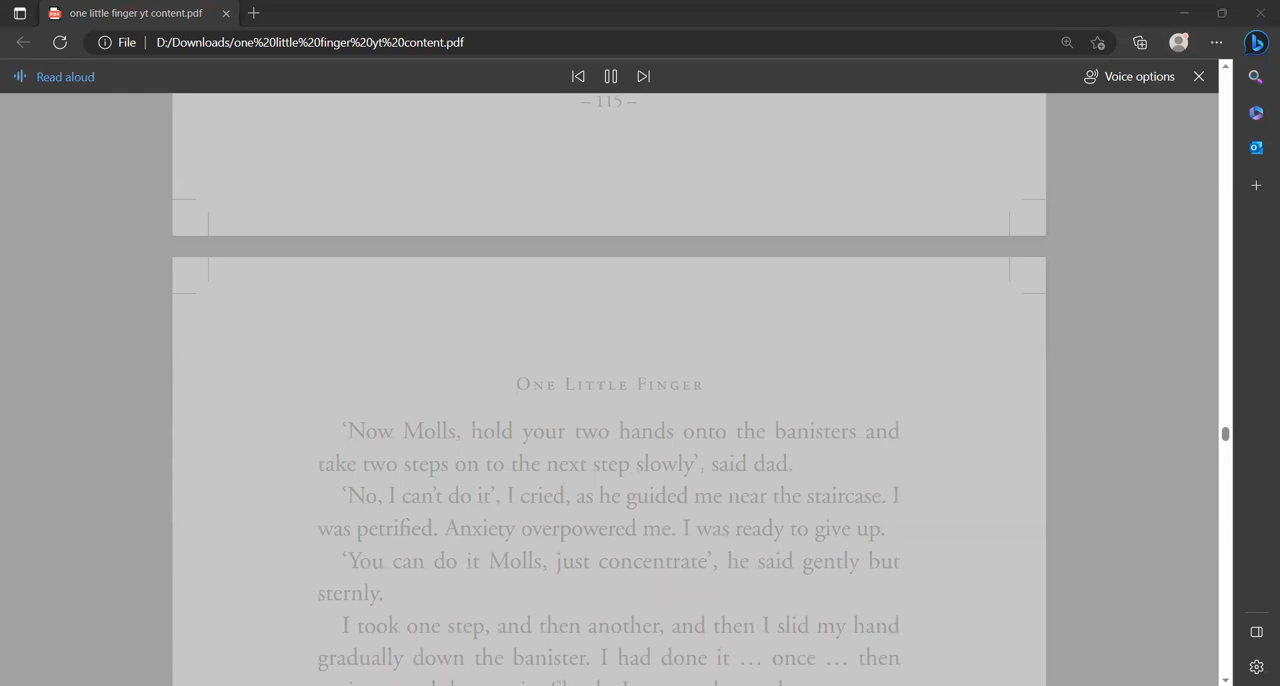 one little finger yt content.pdf
File
D:/Downloads/one%20little%20finger%20yt%20content.pdf
Read aloud
Voice options
– 115 –
One Little Finger
‘Now Molls, hold your two hands onto the banisters and
take two steps on to the next step slowly’, said dad.
‘No, I can’t do it’, I cried, as he guided me near the staircase. I
was petrified. Anxiety overpowered me. I was ready to give up.
‘You can do it Molls, just concentrate’, he said gently but
sternly.
I took one step, and then another, and then I slid my hand
gradually down the banister. I had done it … once … then